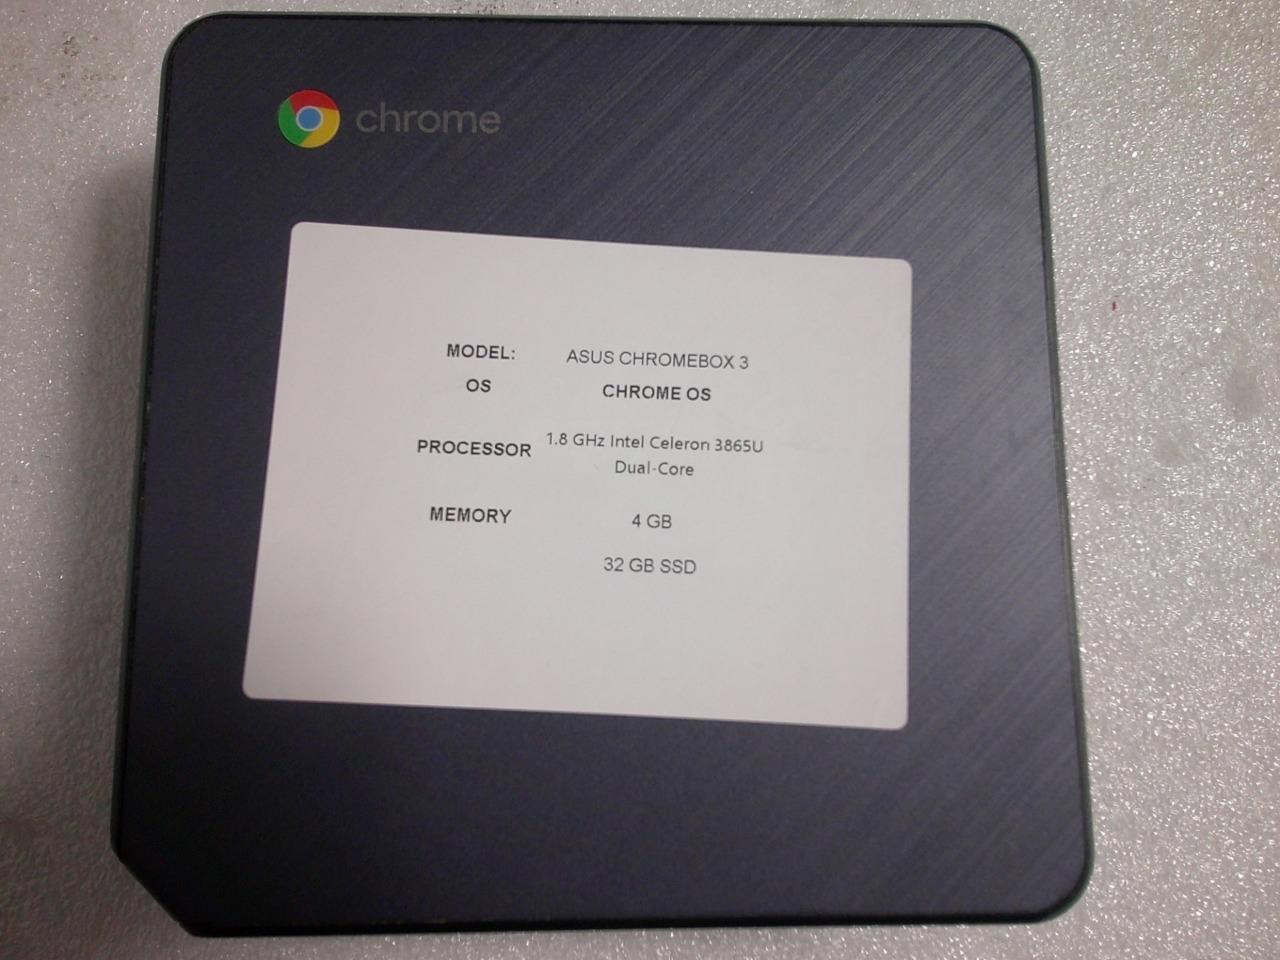 chrome
MODEL: ASUS CHROMEBOX 3
OS CHROME OS
PROCESSOR 1.8 GHz Intel Celeron 3865U
Dual-Core
MEMORY 4 GB
32 GB SSD